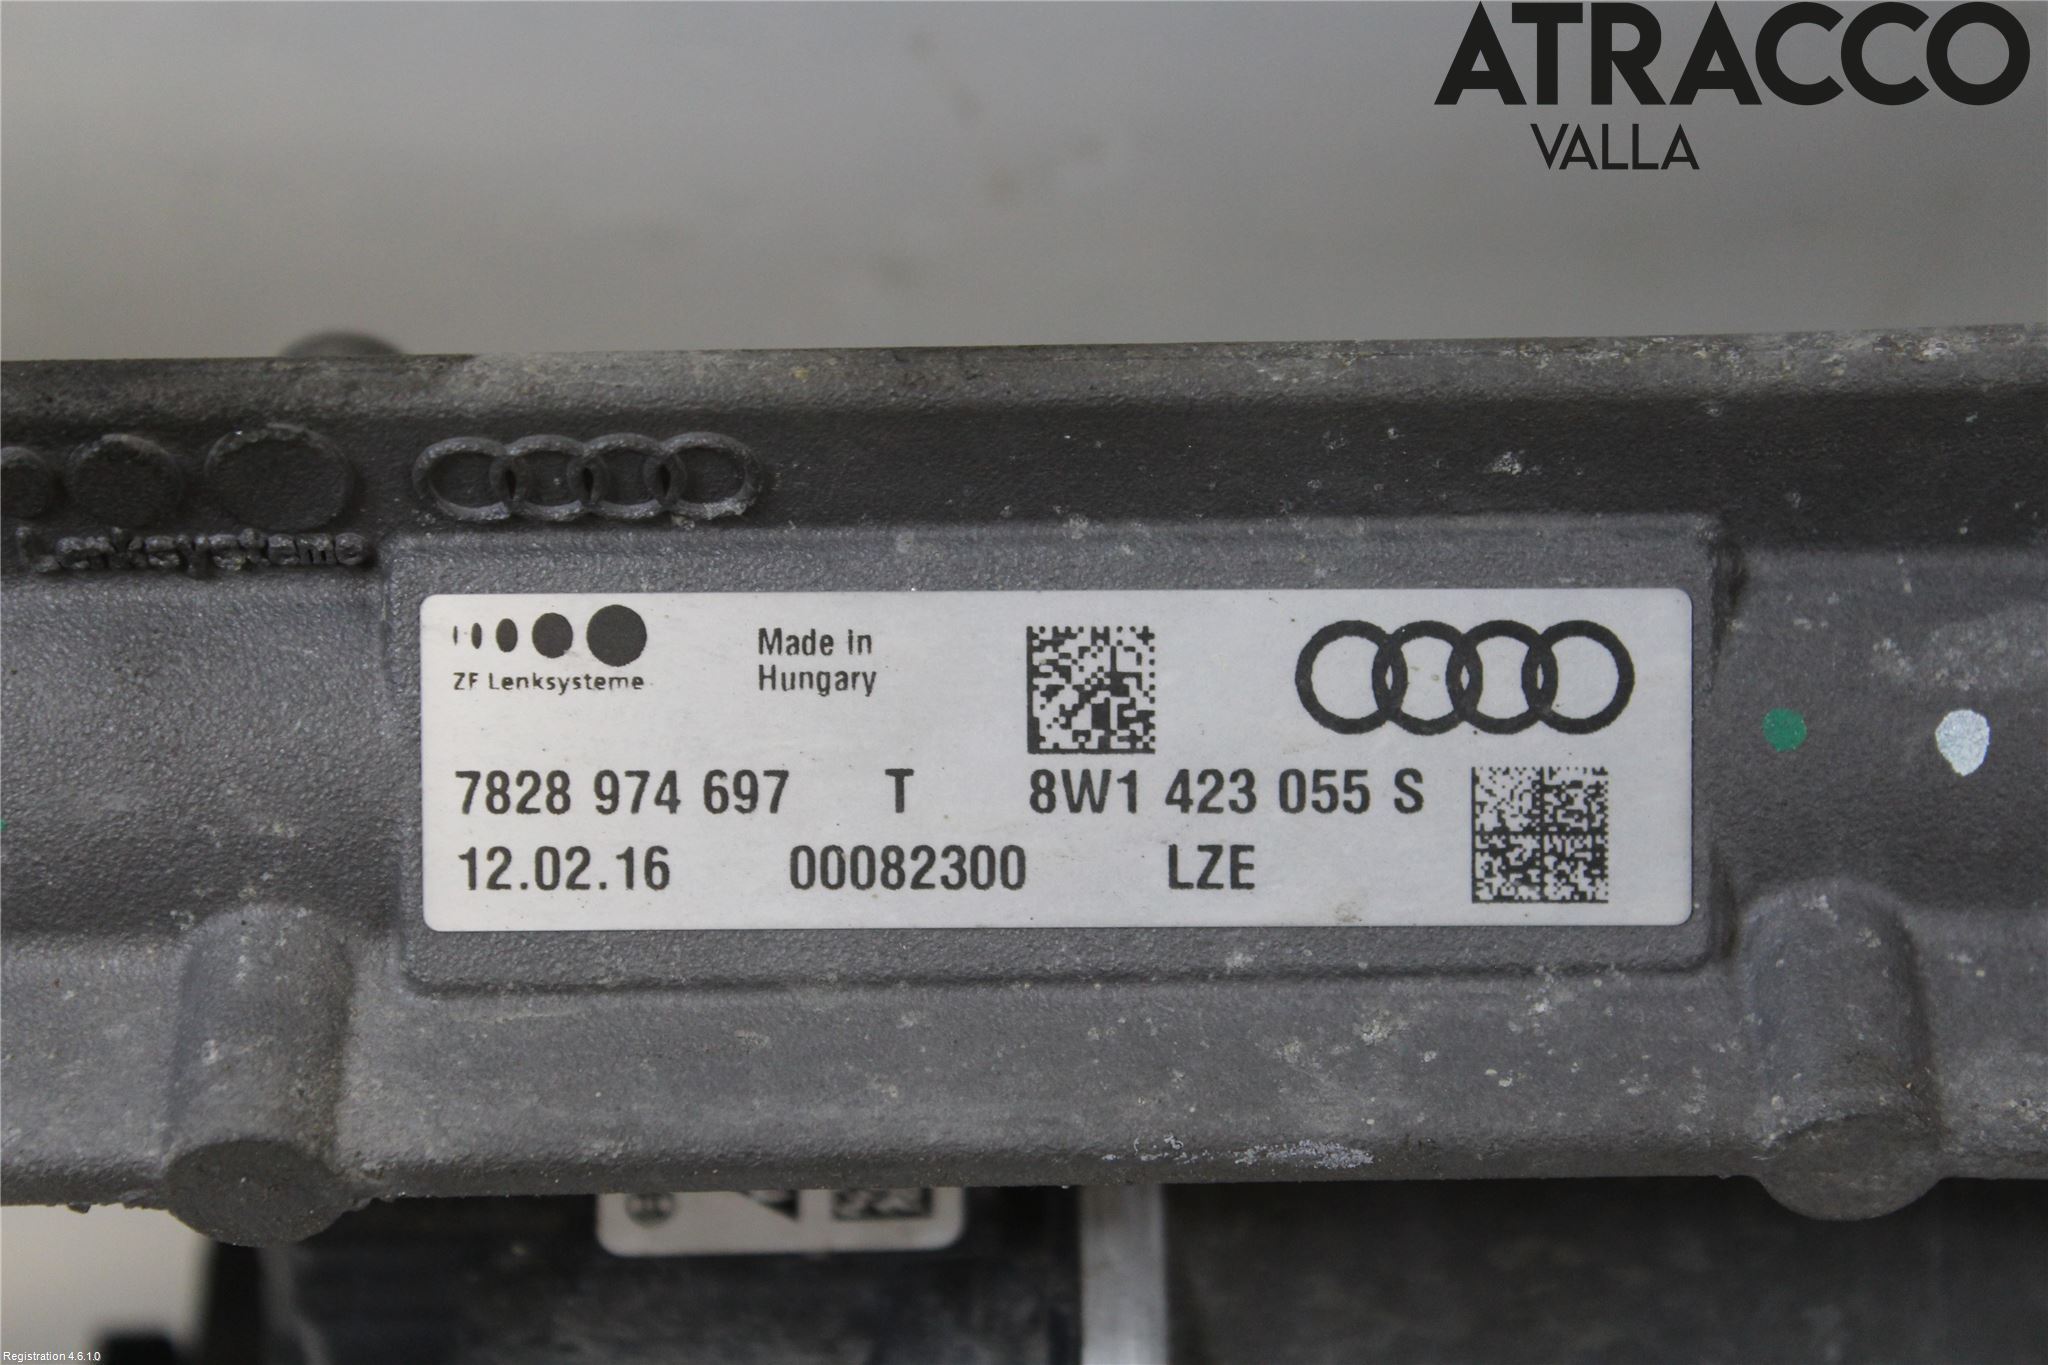 ATRACCO
VALLA
Lenksysteme
ZF Lenksysteme
Made in
Hungary
7828 974 697 T 8W1 423 055 S
12.02.16 00082300 LZE
Registration 4.6.1.0